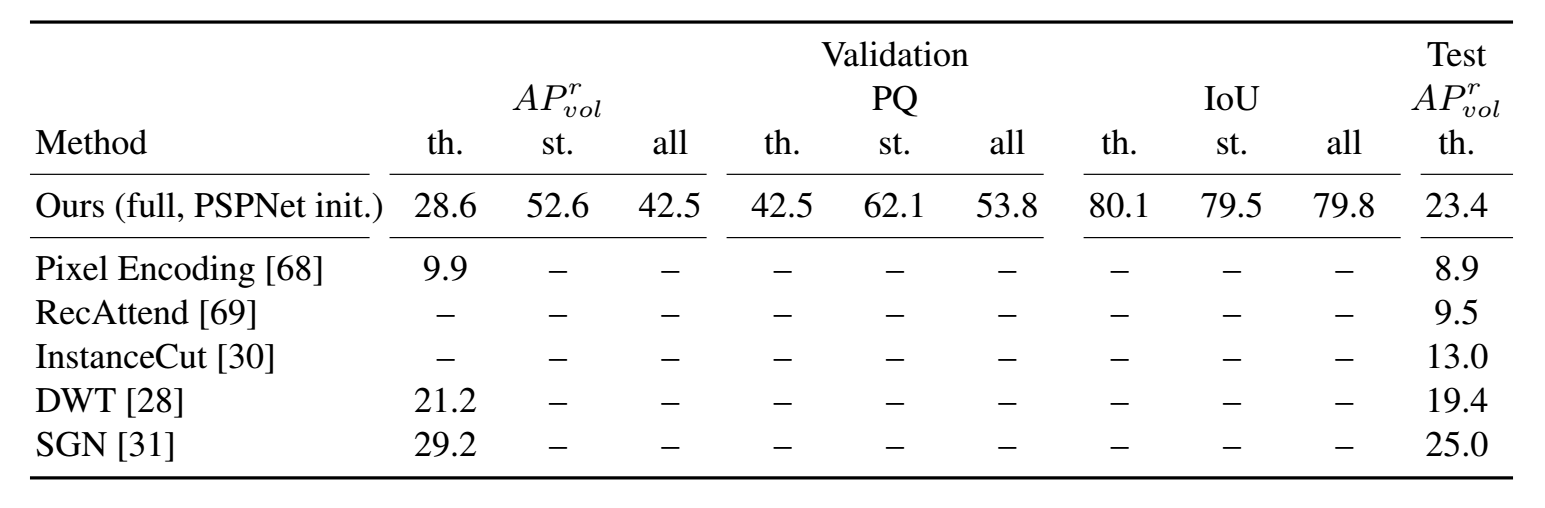 Validation Test
AP^r_vol PQ IoU AP^r_vol
Method th. st. all th. st. all th. st. all th.
Ours (full, PSPNet init.) 28.6 52.6 42.5 42.5 62.1 53.8 80.1 79.5 79.8 23.4
Pixel Encoding [68] 9.9 – – – – – – – – 8.9
RecAttend [69] – – – – – – – – – 9.5
InstanceCut [30] – – – – – – – – – 13.0
DWT [28] 21.2 – – – – – – – – 19.4
SGN [31] 29.2 – – – – – – – – 25.0